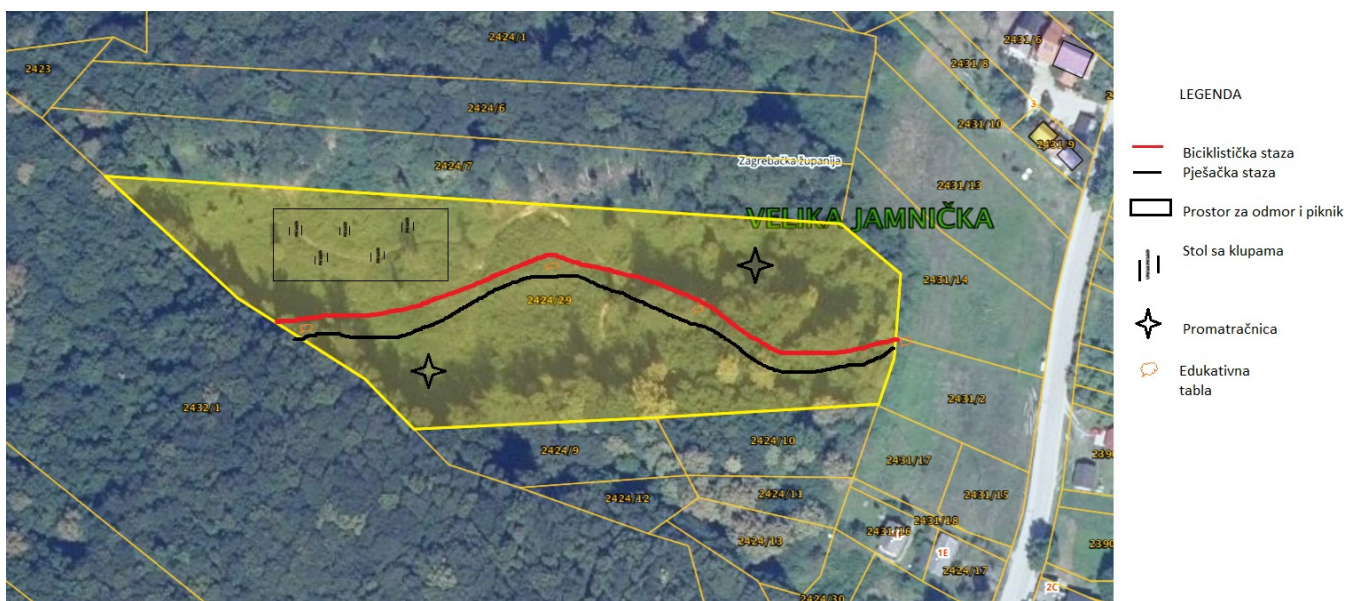 2424/1
2431/6
2423
2431/8
2424/6
3
2431/10
2431/9
2424/7
Zagrebačka županija
2431/13
VELIKA JAMNIČKA
2431/14
2424/29
2432/1
2431/2
2424/9
2424/10
2431/17
2424/12
2424/11
2431/15
2431/18
2431/16
2424/13
1E
2424/17
2424/30
2C
LEGENDA
Biciklistička staza
Pješačka staza
Prostor za odmor i piknik
Stol sa klupama
Promatračnica
Edukativna
tabla